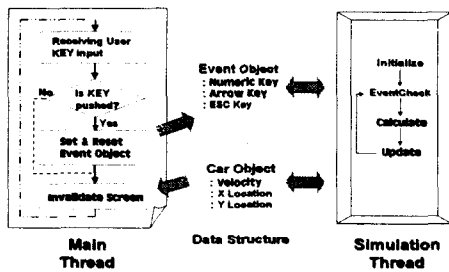 Receiving User
KEY input
No.
Is KEY
pushed?
Yes
Set & Reset
Event Object
Invalidate Screen
Main
Thread
Event Object
: Numeric Key
: Arrow Key
: ESC Key
Car Object
: Velocity
: X Location
: Y Location
Data Structure
Initialize
EventCheck
Calculate
Update
Simulation
Thread